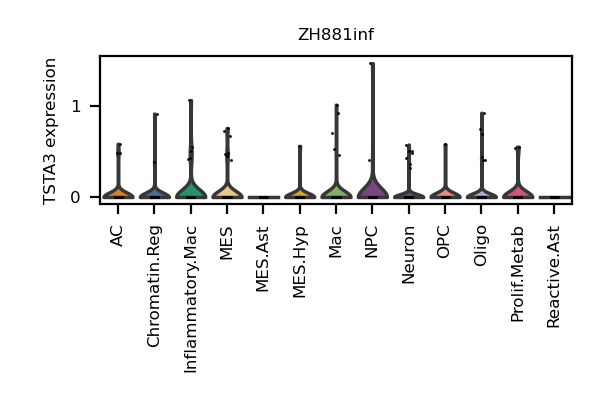 ZH881inf
TSTA3 expression
1
0
AC
Chromatin.Reg
Inflammatory.Mac
MES
MES.Ast
MES.Hyp
Mac
NPC
Neuron
OPC
Oligo
Prolif.Metab
Reactive.Ast